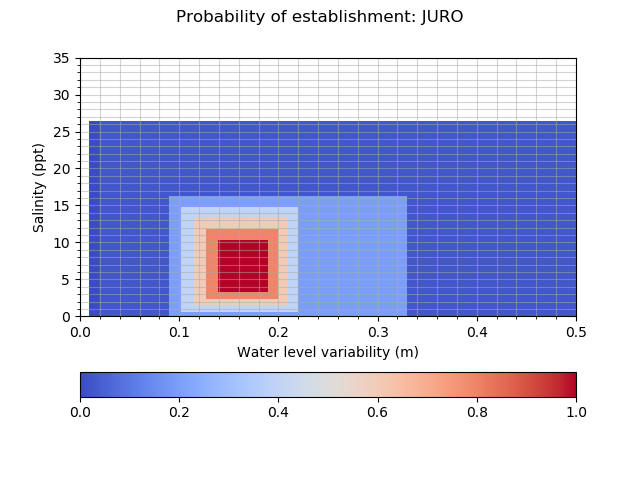 Probability of establishment: JURO
35
30
25
20
15
10
5
0
Salinity (ppt)
0.0 0.1 0.2 0.3 0.4 0.5
Water level variability (m)
0.0 0.2 0.4 0.6 0.8 1.0